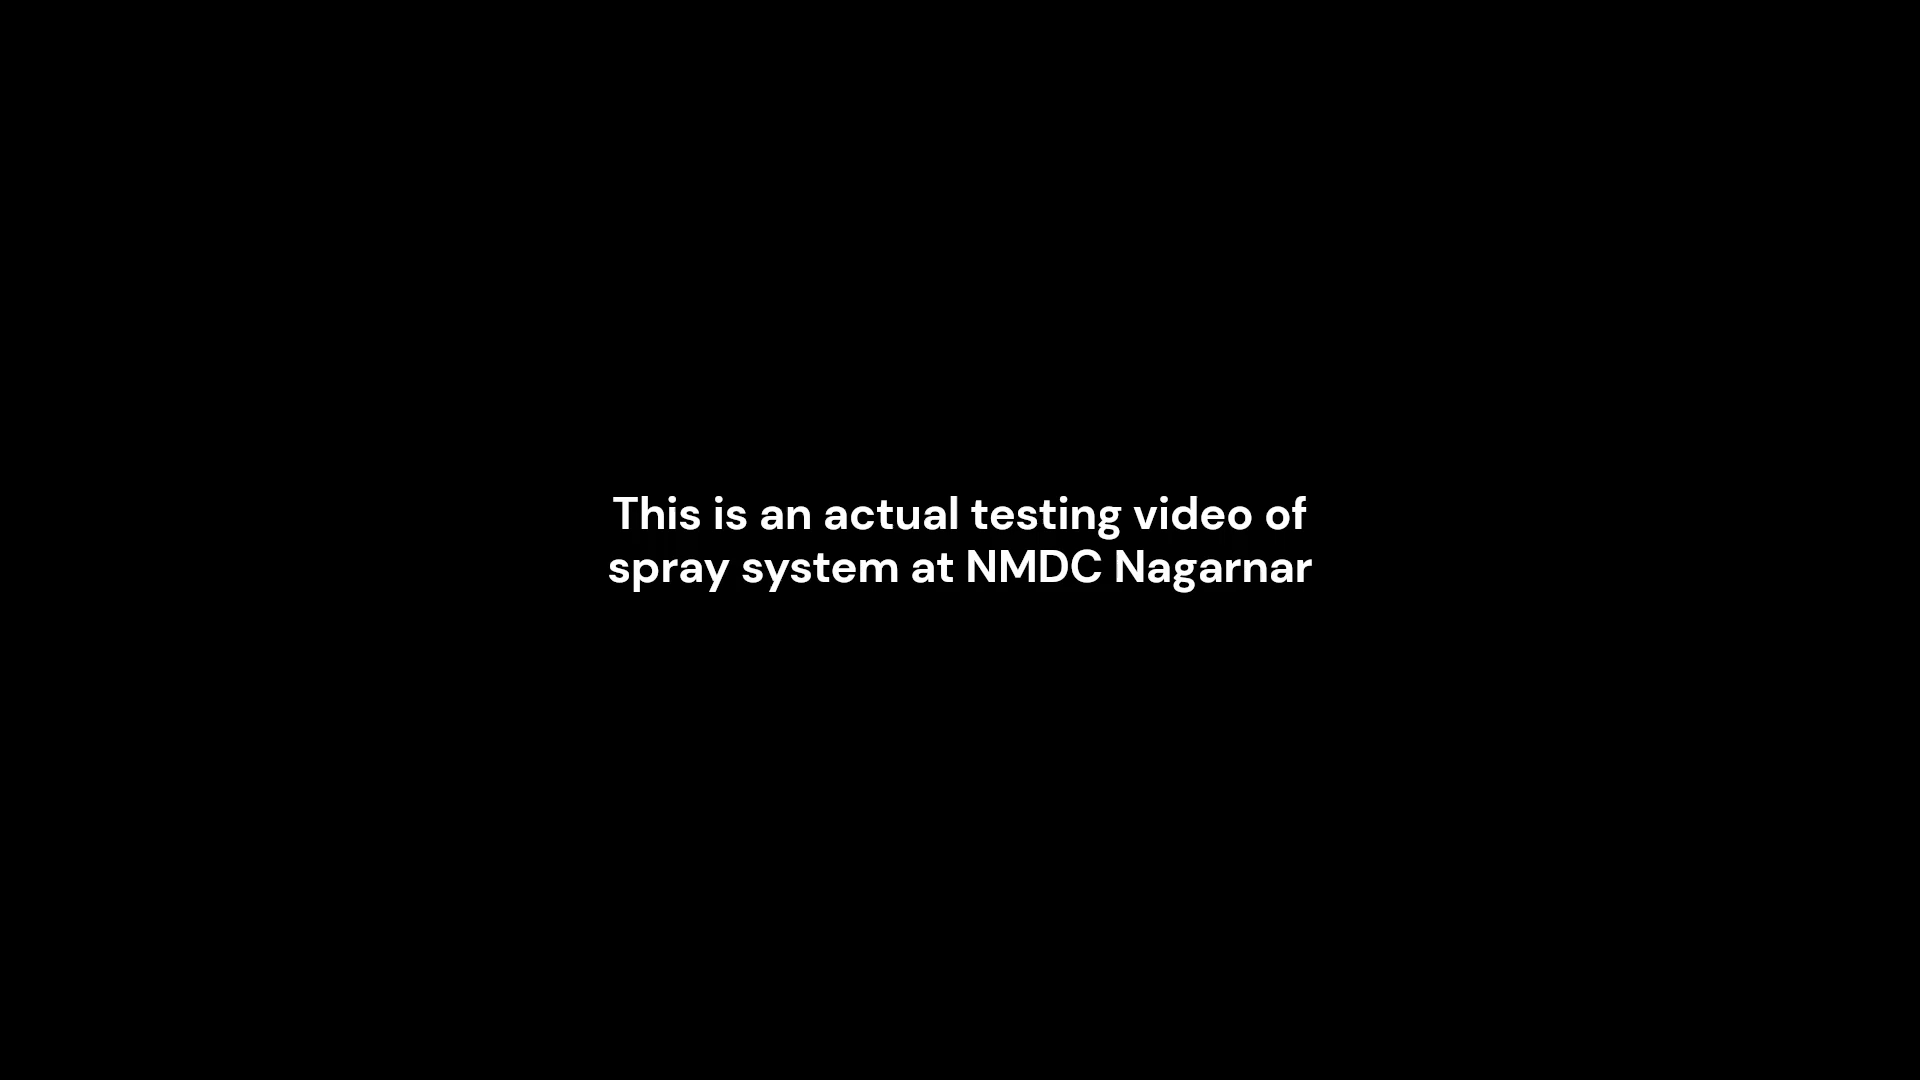 This is an actual testing video of
spray system at NMDC Nagarnar